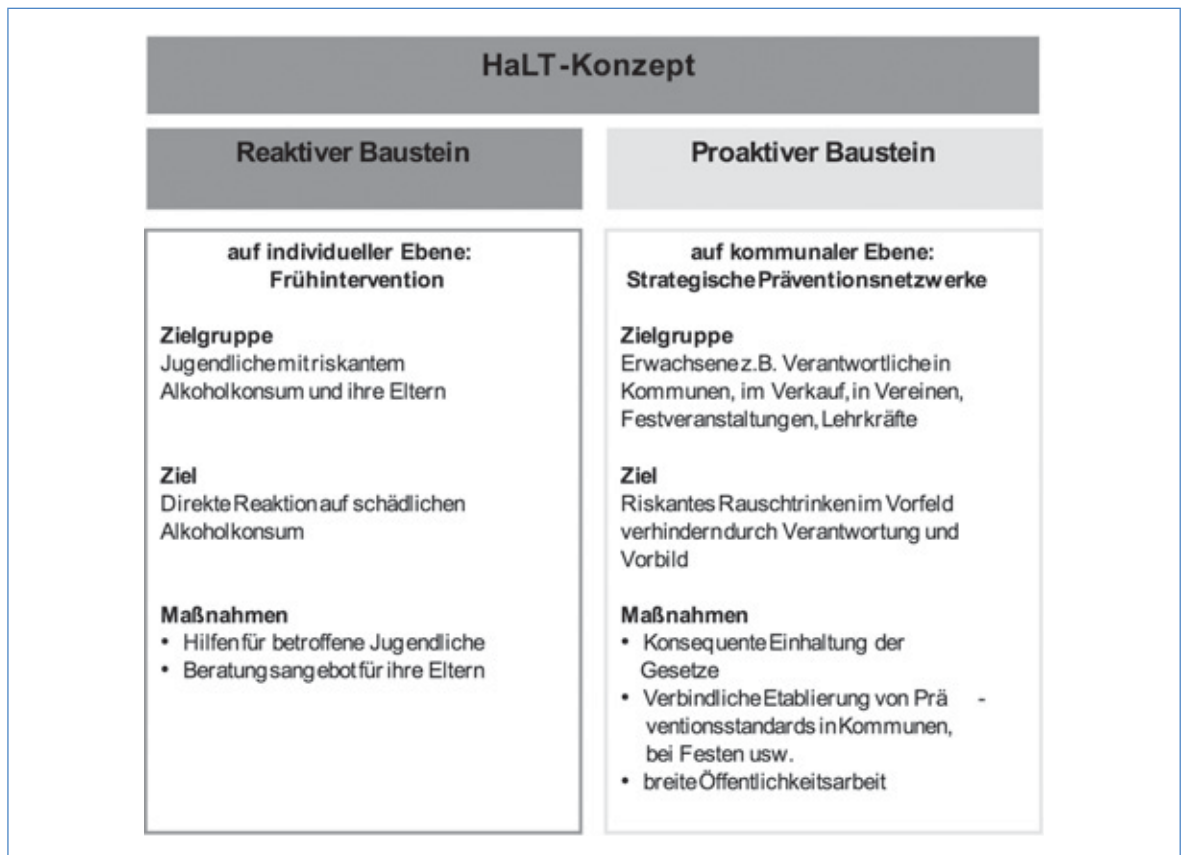 HaLT-Konzept
Reaktiver Baustein
auf individueller Ebene:
Frühintervention
Zielgruppe
Jugendliche mit riskantem
Alkoholkonsum und ihre Eltern
Ziel
Direkte Reaktion auf schädlichen
Alkoholkonsum
Maßnahmen
• Hilfen für betroffene Jugendliche
• Beratungsangebot für ihre Eltern
Proaktiver Baustein
auf kommunaler Ebene:
Strategische Präventionsnetzwerke
Zielgruppe
Erwachsene z.B. Verantwortliche in
Kommunen, im Verkauf, in Vereinen,
Festveranstaltungen, Lehrkräfte
Ziel
Riskantes Rauschtrinken im Vorfeld
verhindern durch Verantwortung und
Vorbild
Maßnahmen
• Konsequente Einhaltung der
Gesetze
• Verbindliche Etablierung von Prä -
ventionsstandards in Kommunen,
bei Festen usw.
• breite Öffentlichkeitsarbeit